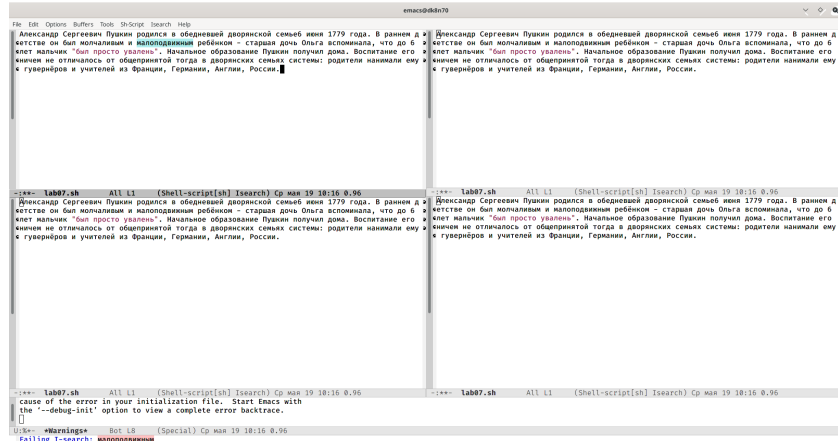 emacs@dk8n70
File Edit Options Buffers Tools Sh-Script Isearch Help
Александр Сергеевич Пушкин родился в обедневшей дворянской семье6 июня 1779 года. В раннем д
етстве он был молчаливым и малоподвижным ребёнком – старшая дочь Ольга вспоминала, что до 6
лет мальчик "был просто увалень". Начальное образование Пушкин получил дома. Воспитание его
ничем не отличалось от общепринятой тогда в дворянских семьях системы: родители нанимали ему
гувернёров и учителей из Франции, Германии, Англии, России.
-:**- lab07.sh All L1 (Shell-script[sh] Isearch) Ср мая 19 10:16 0.96
Александр Сергеевич Пушкин родился в обедневшей дворянской семье6 июня 1779 года. В раннем д
етстве он был молчаливым и малоподвижным ребёнком – старшая дочь Ольга вспоминала, что до 6
лет мальчик "был просто увалень". Начальное образование Пушкин получил дома. Воспитание его
ничем не отличалось от общепринятой тогда в дворянских семьях системы: родители нанимали ему
гувернёров и учителей из Франции, Германии, Англии, России.
-:**- lab07.sh All L1 (Shell-script[sh] Isearch) Ср мая 19 10:16 0.96
Александр Сергеевич Пушкин родился в обедневшей дворянской семье6 июня 1779 года. В раннем д
етстве он был молчаливым и малоподвижным ребёнком – старшая дочь Ольга вспоминала, что до 6
лет мальчик "был просто увалень". Начальное образование Пушкин получил дома. Воспитание его
ничем не отличалось от общепринятой тогда в дворянских семьях системы: родители нанимали ему
гувернёров и учителей из Франции, Германии, Англии, России.
-:**- lab07.sh All L1 (Shell-script[sh] Isearch) Ср мая 19 10:16 0.96
Александр Сергеевич Пушкин родился в обедневшей дворянской семье6 июня 1779 года. В раннем д
етстве он был молчаливым и малоподвижным ребёнком – старшая дочь Ольга вспоминала, что до 6
лет мальчик "был просто увалень". Начальное образование Пушкин получил дома. Воспитание его
ничем не отличалось от общепринятой тогда в дворянских семьях системы: родители нанимали ему
гувернёров и учителей из Франции, Германии, Англии, России.
-:**- lab07.sh All L1 (Shell-script[sh] Isearch) Ср мая 19 10:16 0.96
cause of the error in your initialization file. Start Emacs with
the ‘--debug-init’ option to view a complete error backtrace.
U:%*- *Warnings* Bot L8 (Special) Ср мая 19 10:16 0.96
Failing I-search: малоподвижным